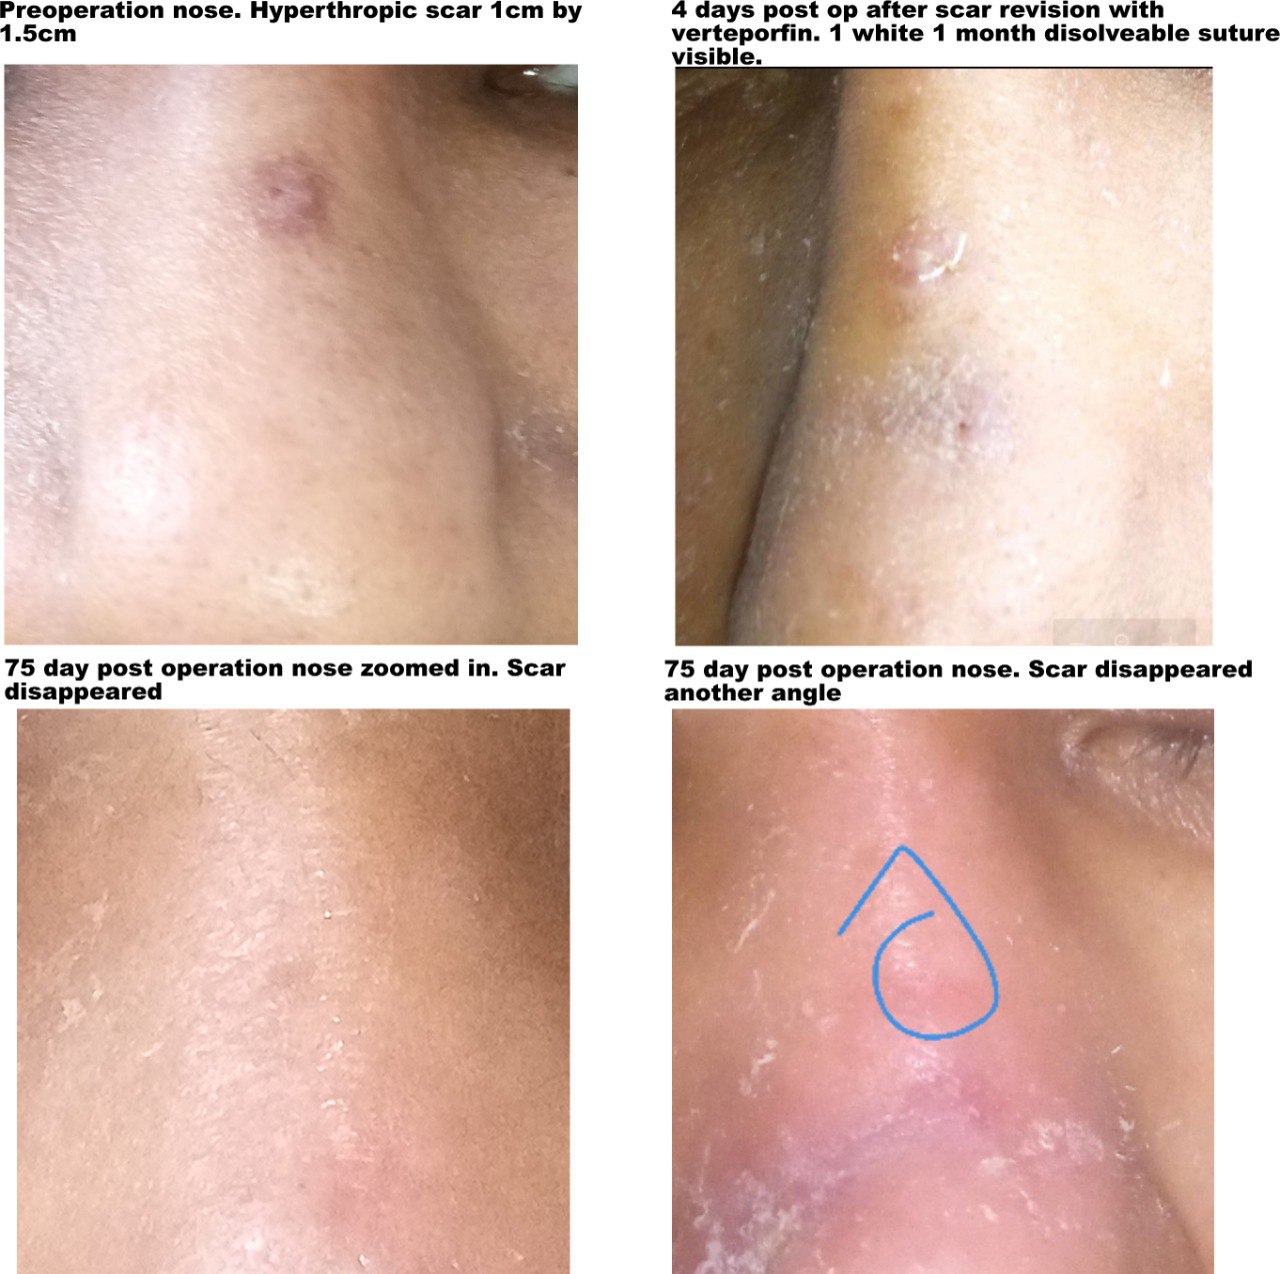 Preoperation nose. Hyperthropic scar 1cm by
1.5cm
4 days post op after scar revision with
verteporfin. 1 white 1 month disolveable suture
visible.
75 day post operation nose zoomed in. Scar
disappeared
75 day post operation nose. Scar disappeared
another angle